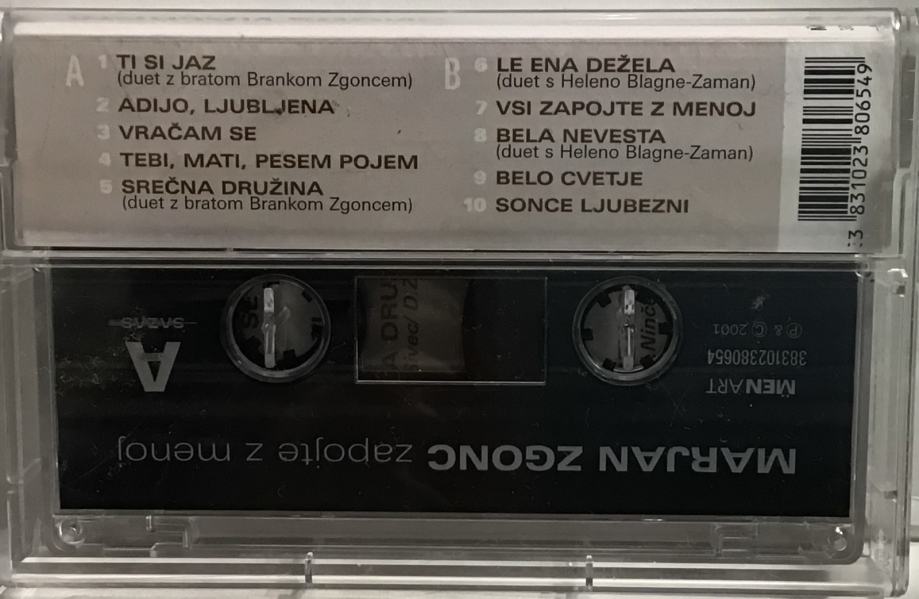 A
1 TI SI JAZ
(duet z bratom Brankom Zgoncem)
2 ADIJO, LJUBLJENA
3 VRAČAM SE
4 TEBI, MATI, PESEM POJEM
5 SREČNA DRUŽINA
(duet z bratom Brankom Zgoncem)
B
6 LE ENA DEŽELA
(duet s Heleno Blagne-Zaman)
7 VSI ZAPOJTE Z MENOJ
8 BELA NEVESTA
(duet s Heleno Blagne-Zaman)
9 BELO CVETJE
10 SONCE LJUBEZNI
3 831023 806549
MARJAN ZGONC zapojte z menoj
MENART
383102380654
℗ & © 2001
A
SAZAS